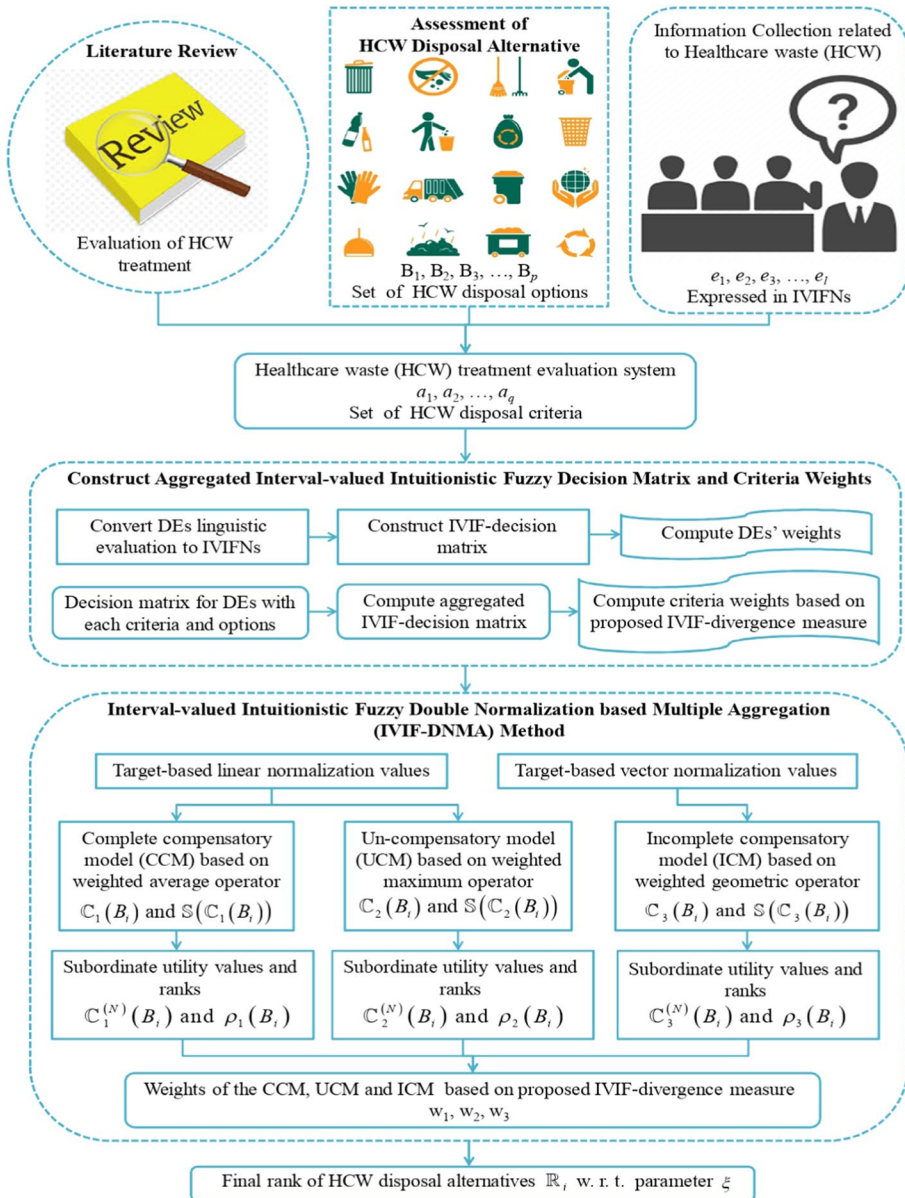 Literature Review
Review
Evaluation of HCW
treatment
Assessment of
HCW Disposal Alternative
B₁, B₂, B₃, …, Bₚ
Set of HCW disposal options
Information Collection related
to Healthcare waste (HCW)
?
e₁, e₂, e₃, …, eₗ
Expressed in IVIFNs
Healthcare waste (HCW) treatment evaluation system
a₁, a₂, …, a_q
Set of HCW disposal criteria
Construct Aggregated Interval-valued Intuitionistic Fuzzy Decision Matrix and Criteria Weights
Convert DEs linguistic
evaluation to IVIFNs
Construct IVIF-decision
matrix
Compute DEs' weights
Decision matrix for DEs with
each criteria and options
Compute aggregated
IVIF-decision matrix
Compute criteria weights based on
proposed IVIF-divergence measure
Interval-valued Intuitionistic Fuzzy Double Normalization based Multiple Aggregation
(IVIF-DNMA) Method
Target-based linear normalization values
Target-based vector normalization values
Complete compensatory
model (CCM) based on
weighted average operator
ℂ₁(Bᵢ) and 𝕊(ℂ₁(Bᵢ))
Un-compensatory model
(UCM) based on weighted
maximum operator
ℂ₂(Bᵢ) and 𝕊(ℂ₂(Bᵢ))
Incomplete compensatory
model (ICM) based on
weighted geometric operator
ℂ₃(Bᵢ) and 𝕊(ℂ₃(Bᵢ))
Subordinate utility values and
ranks
ℂ₁⁽ᴺ⁾(Bᵢ) and ρ₁(Bᵢ)
Subordinate utility values and
ranks
ℂ₂⁽ᴺ⁾(Bᵢ) and ρ₂(Bᵢ)
Subordinate utility values and
ranks
ℂ₃⁽ᴺ⁾(Bᵢ) and ρ₃(Bᵢ)
Weights of the CCM, UCM and ICM based on proposed IVIF-divergence measure
w₁, w₂, w₃
Final rank of HCW disposal alternatives ℝᵢ w. r. t. parameter ξ